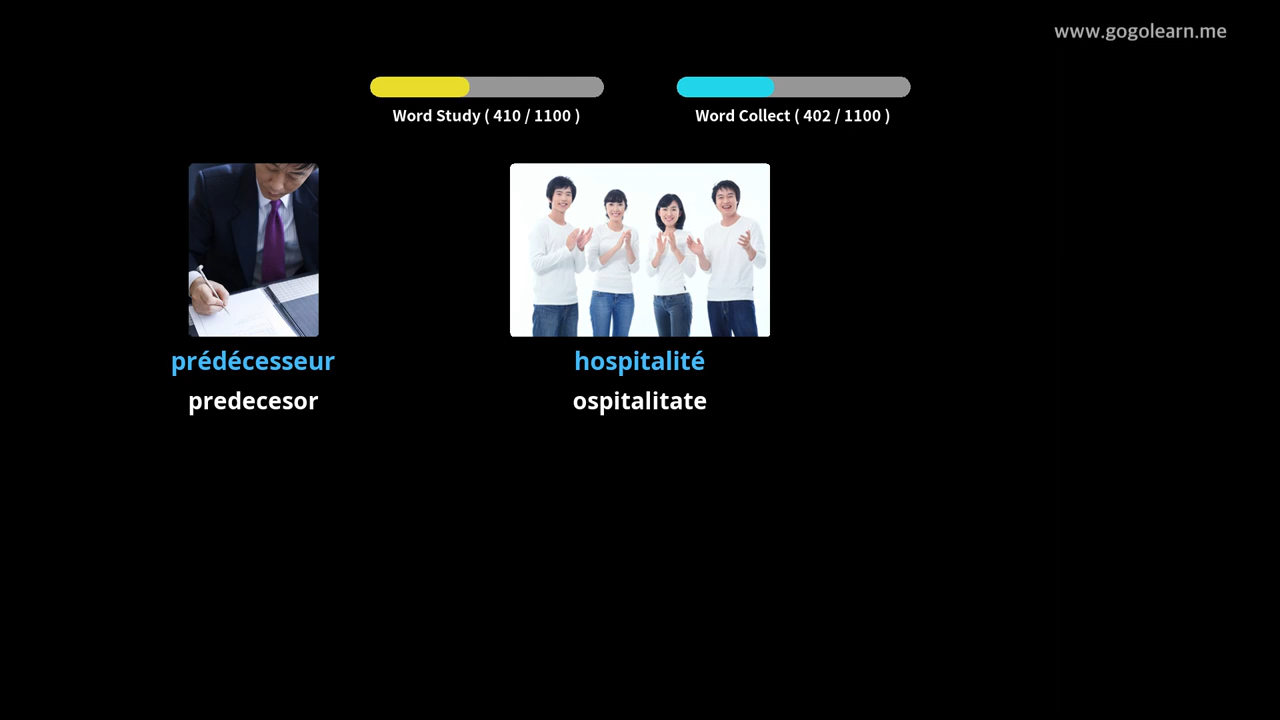 www.gogolearn.me
Word Study ( 410 / 1100 )
Word Collect ( 402 / 1100 )
prédécesseur
predecesor
hospitalité
ospitalitate